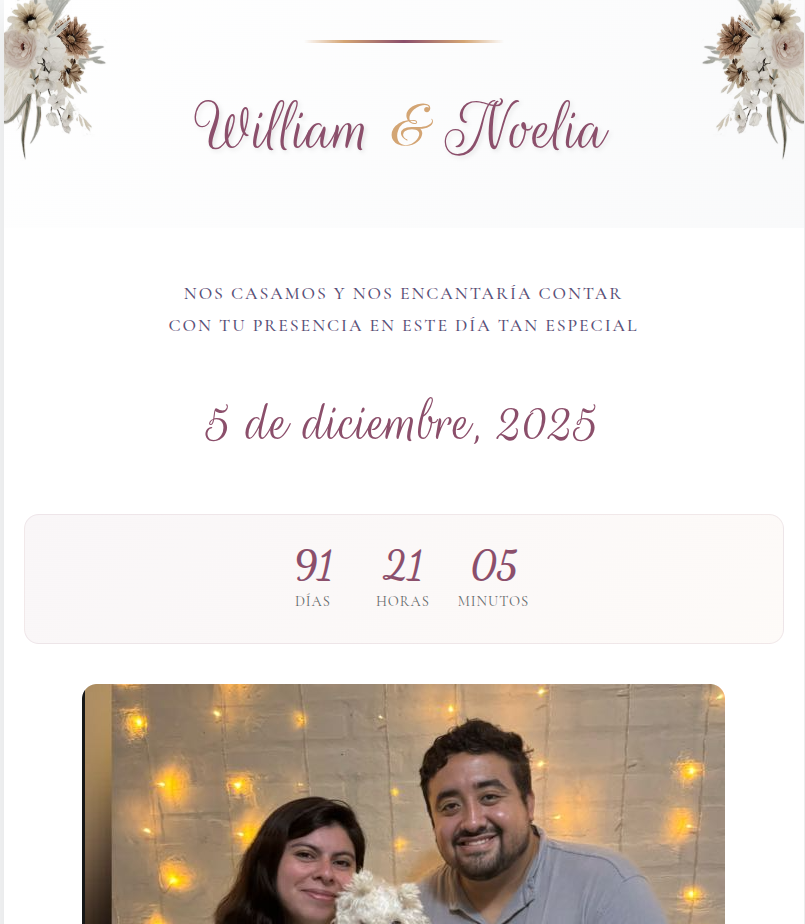 William & Noelia
NOS CASAMOS Y NOS ENCANTARÍA CONTAR
CON TU PRESENCIA EN ESTE DÍA TAN ESPECIAL
5 de diciembre, 2025
91 21 05
DÍAS HORAS MINUTOS